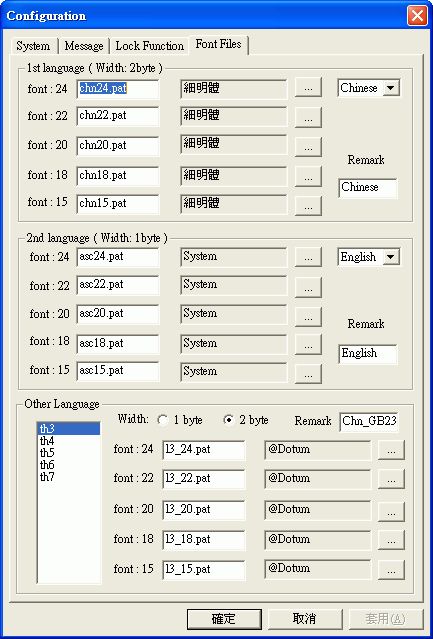 Configuration
System Message Lock Function Font Files
1st language ( Width: 2byte )
font : 24 chn24.pat 細明體 ... Chinese
font : 22 chn22.pat 細明體 ...
font : 20 chn20.pat 細明體 ...
Remark
font : 18 chn18.pat 細明體 ... Chinese
font : 15 chn15.pat 細明體 ...
2nd language ( Width: 1byte )
font : 24 asc24.pat System ... English
font : 22 asc22.pat System ...
font : 20 asc20.pat System ...
Remark
font : 18 asc18.pat System ...
English
font : 15 asc15.pat System ...
Other Language
Width: 1 byte 2 byte Remark Chn_GB23
th3
th4
th5
th6
th7
font : 24 l3_24.pat @Dotum ...
font : 22 l3_22.pat @Dotum ...
font : 20 l3_20.pat @Dotum ...
font : 18 l3_18.pat @Dotum ...
font : 15 l3_15.pat @Dotum ...
確定 取消 套用(A)